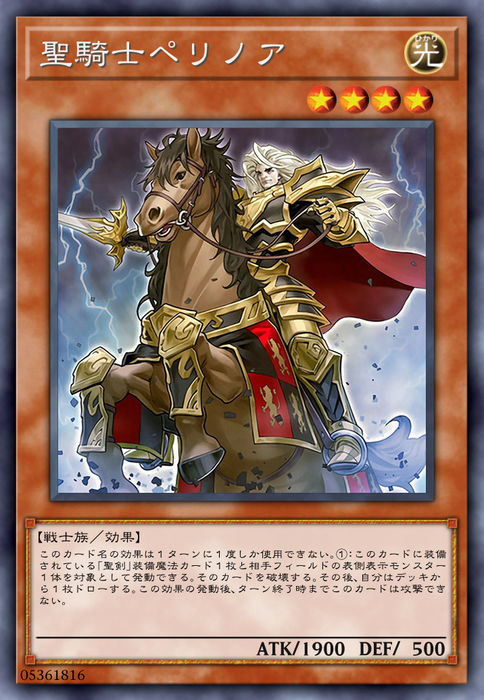 聖騎士ペリノア
ひかり
光
【戦士族／効果】
このカード名の効果は１ターンに１度しか使用できない。①：このカードに装備
されている「聖剣」装備魔法カード１枚と相手フィールドの表側表示モンスター
１体を対象として発動できる。そのカードを破壊する。その後、自分はデッキか
ら１枚ドローする。この効果の発動後、ターン終了時までこのカードは攻撃でき
ない。
ATK/1900 DEF/ 500
05361816